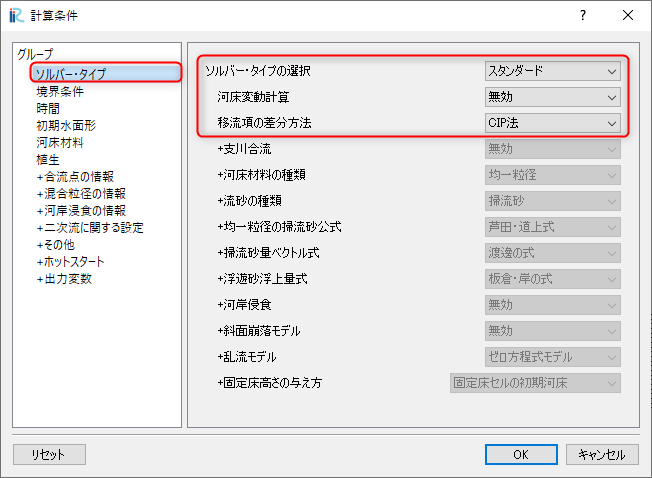 計算条件
グループ
ソルバー・タイプ
境界条件
時間
初期水面形
河床材料
植生
+合流点の情報
+混合粒径の情報
+河岸浸食の情報
+二次流に関する設定
+その他
+ホットスタート
+出力変数
ソルバー・タイプの選択 スタンダード
河床変動計算 無効
移流項の差分方法 CIP法
+支川合流 無効
+河床材料の種類 均一粒径
+流砂の種類 掃流砂
+均一粒径の掃流砂公式 芦田・道上式
+掃流砂量ベクトル式 渡邉の式
+浮遊砂浮上量式 板倉・岸の式
+河岸侵食 無効
+斜面崩落モデル 無効
+乱流モデル ゼロ方程式モデル
+固定床高さの与え方 固定床セルの初期河床
リセット OK キャンセル